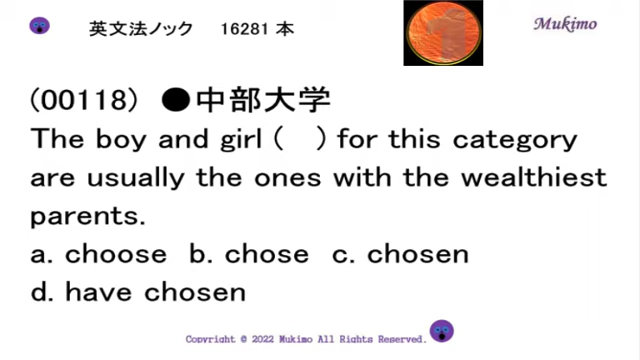 英文法ノック 16281 本
Mukimo
(00118) ●中部大学
The boy and girl ( ) for this category
are usually the ones with the wealthiest
parents.
a. choose b. chose c. chosen
d. have chosen
Copyright @ 2022 Mukimo All Rights Reserved.